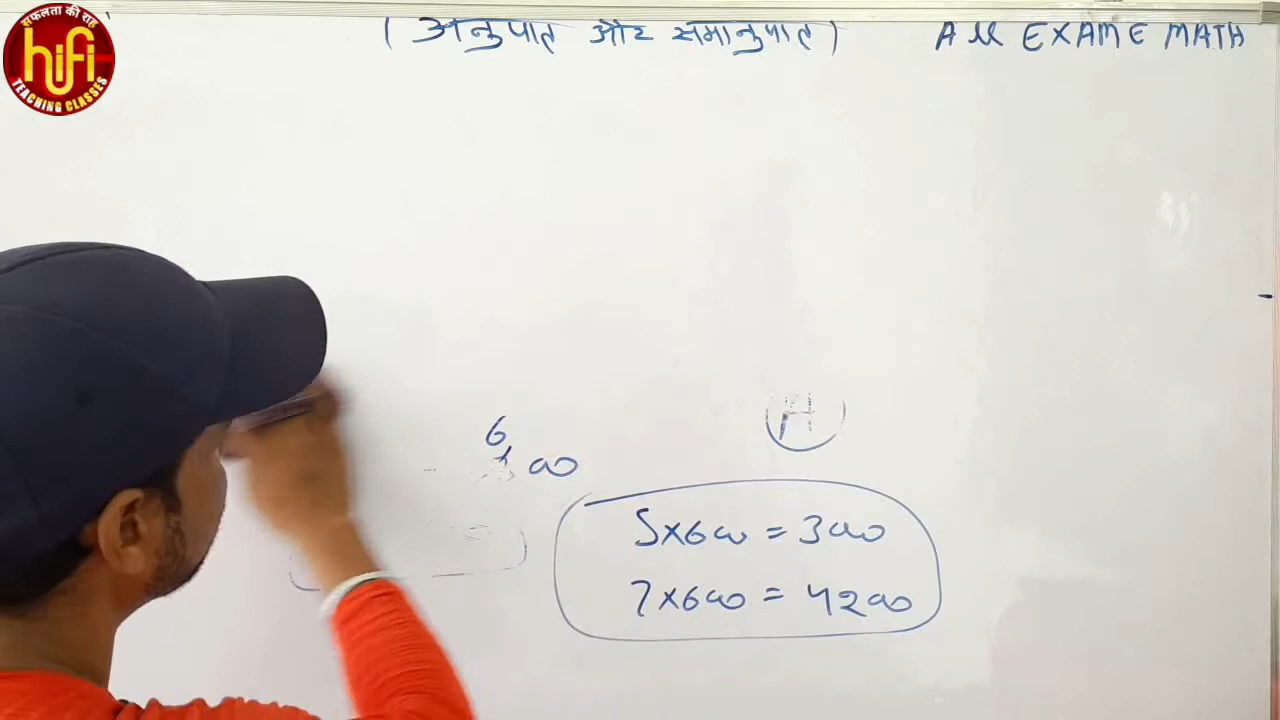 सफलता की राह
hifi
TEACHING CLASSES
(अनुपात और समानुपात)
All EXAME MATH
6
00
H
5x600 = 3000
7x600 = 4200